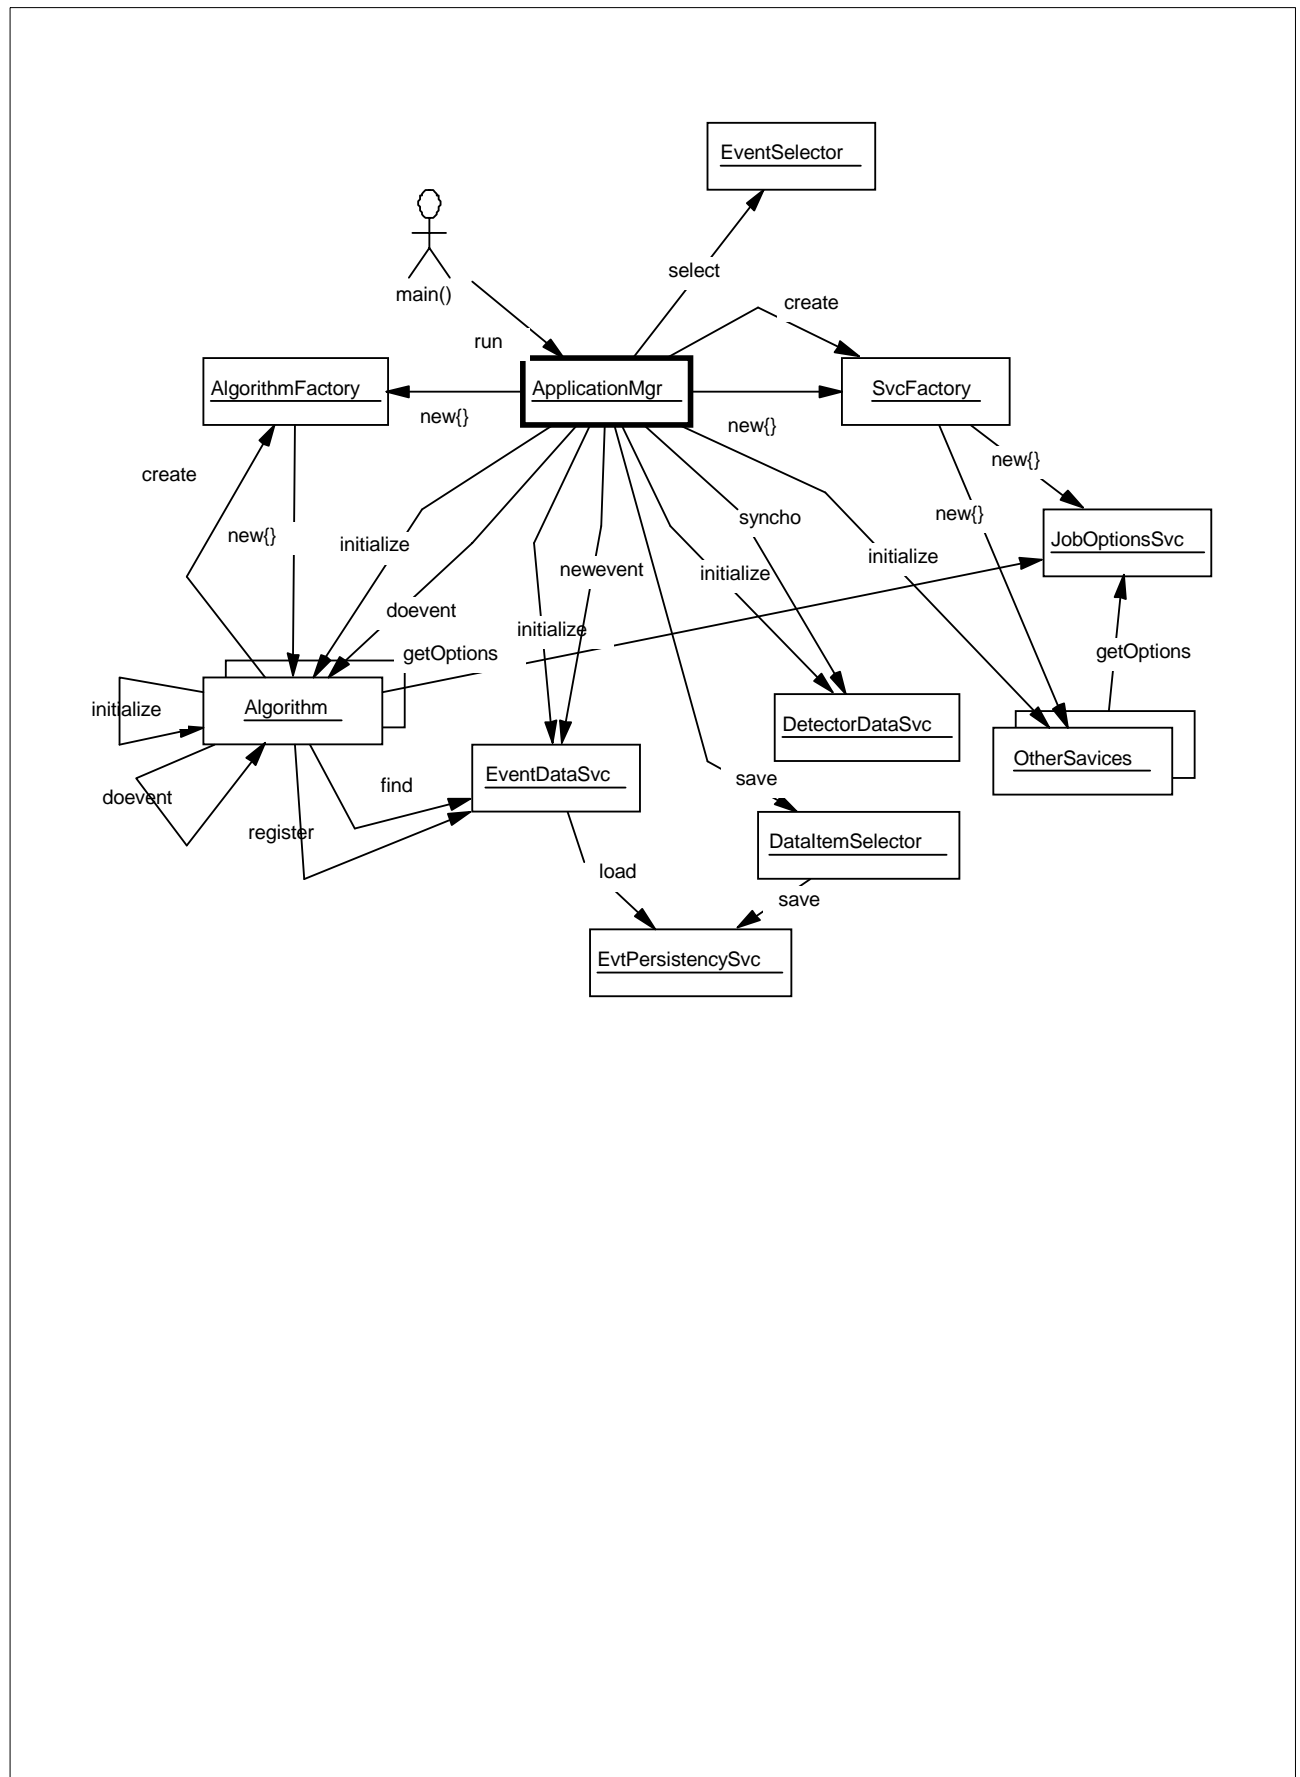 EventSelector
select
main()
create
run
AlgorithmFactory
ApplicationMgr
SvcFactory
new{}
new{}
new{}
create
new{}
syncho
new{}
initialize
JobOptionsSvc
initialize
newevent
initialize
doevent
initialize
getOptions
getOptions
initialize
Algorithm
DetectorDataSvc
OtherSavices
EventDataSvc
find
save
doevent
register
DataItemSelector
load
save
EvtPersistencySvc